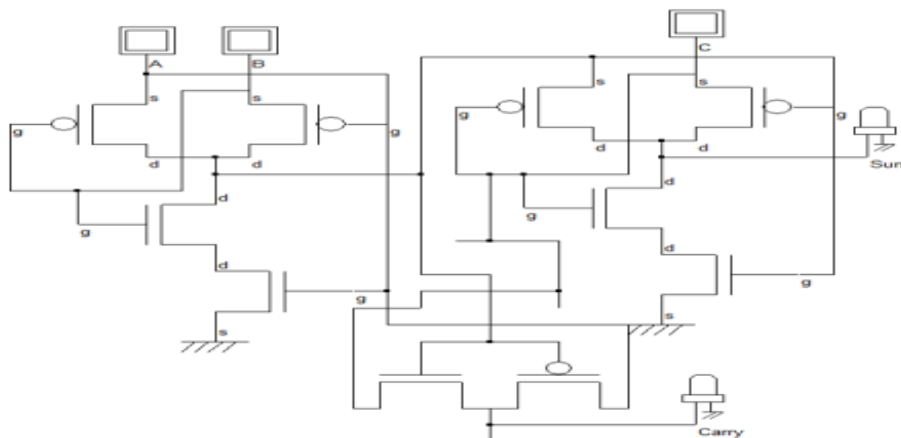 A B C
s s s s
g g g g
d d d d
Sum
d
g
d
g
d d
g g
s s
Carry